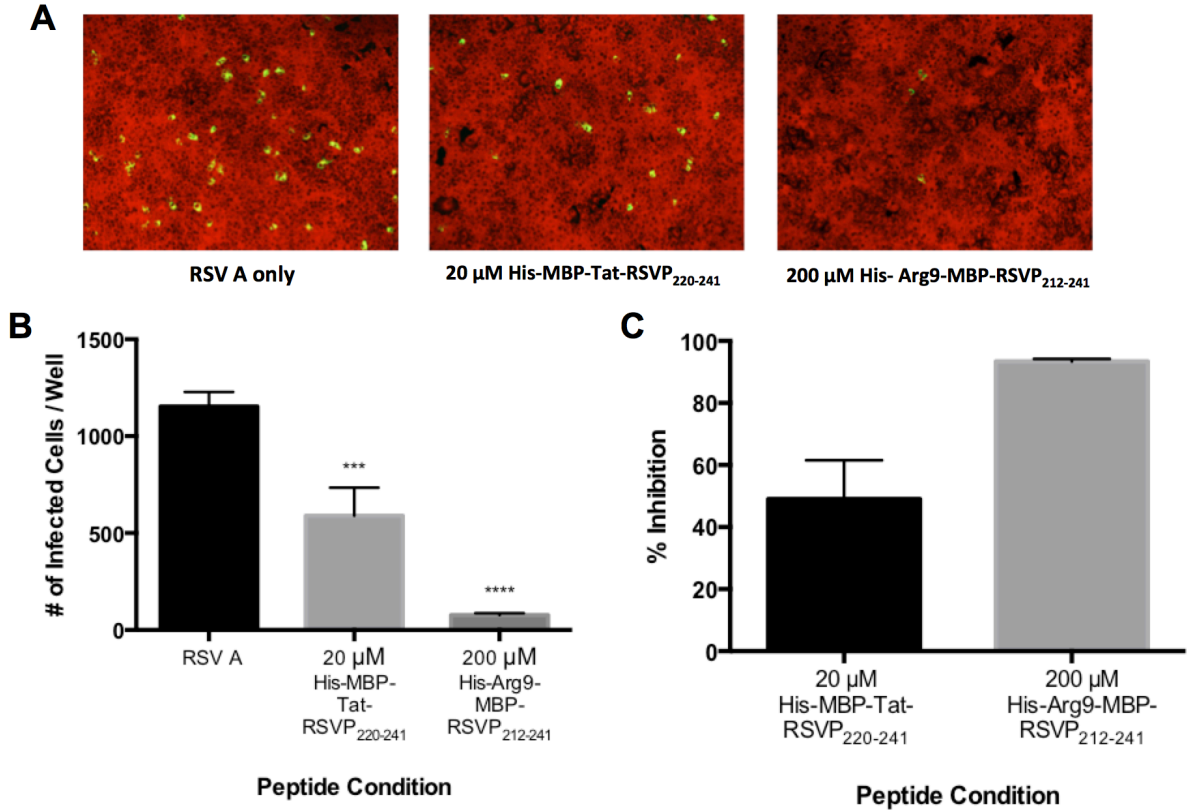 A
RSV A only
20 µM His-MBP-Tat-RSVP220-241
200 µM His- Arg9-MBP-RSVP212-241
B
# of Infected Cells / Well
1500
1000
500
0
***
****
RSV A
20 µM
His-MBP-
Tat-
RSVP220-241
200 µM
His-Arg9-
MBP-
RSVP212-241
Peptide Condition
C
% Inhibition
100
80
60
40
20
0
20 µM
His-MBP-Tat-
RSVP220-241
200 µM
His-Arg9-MBP-
RSVP212-241
Peptide Condition